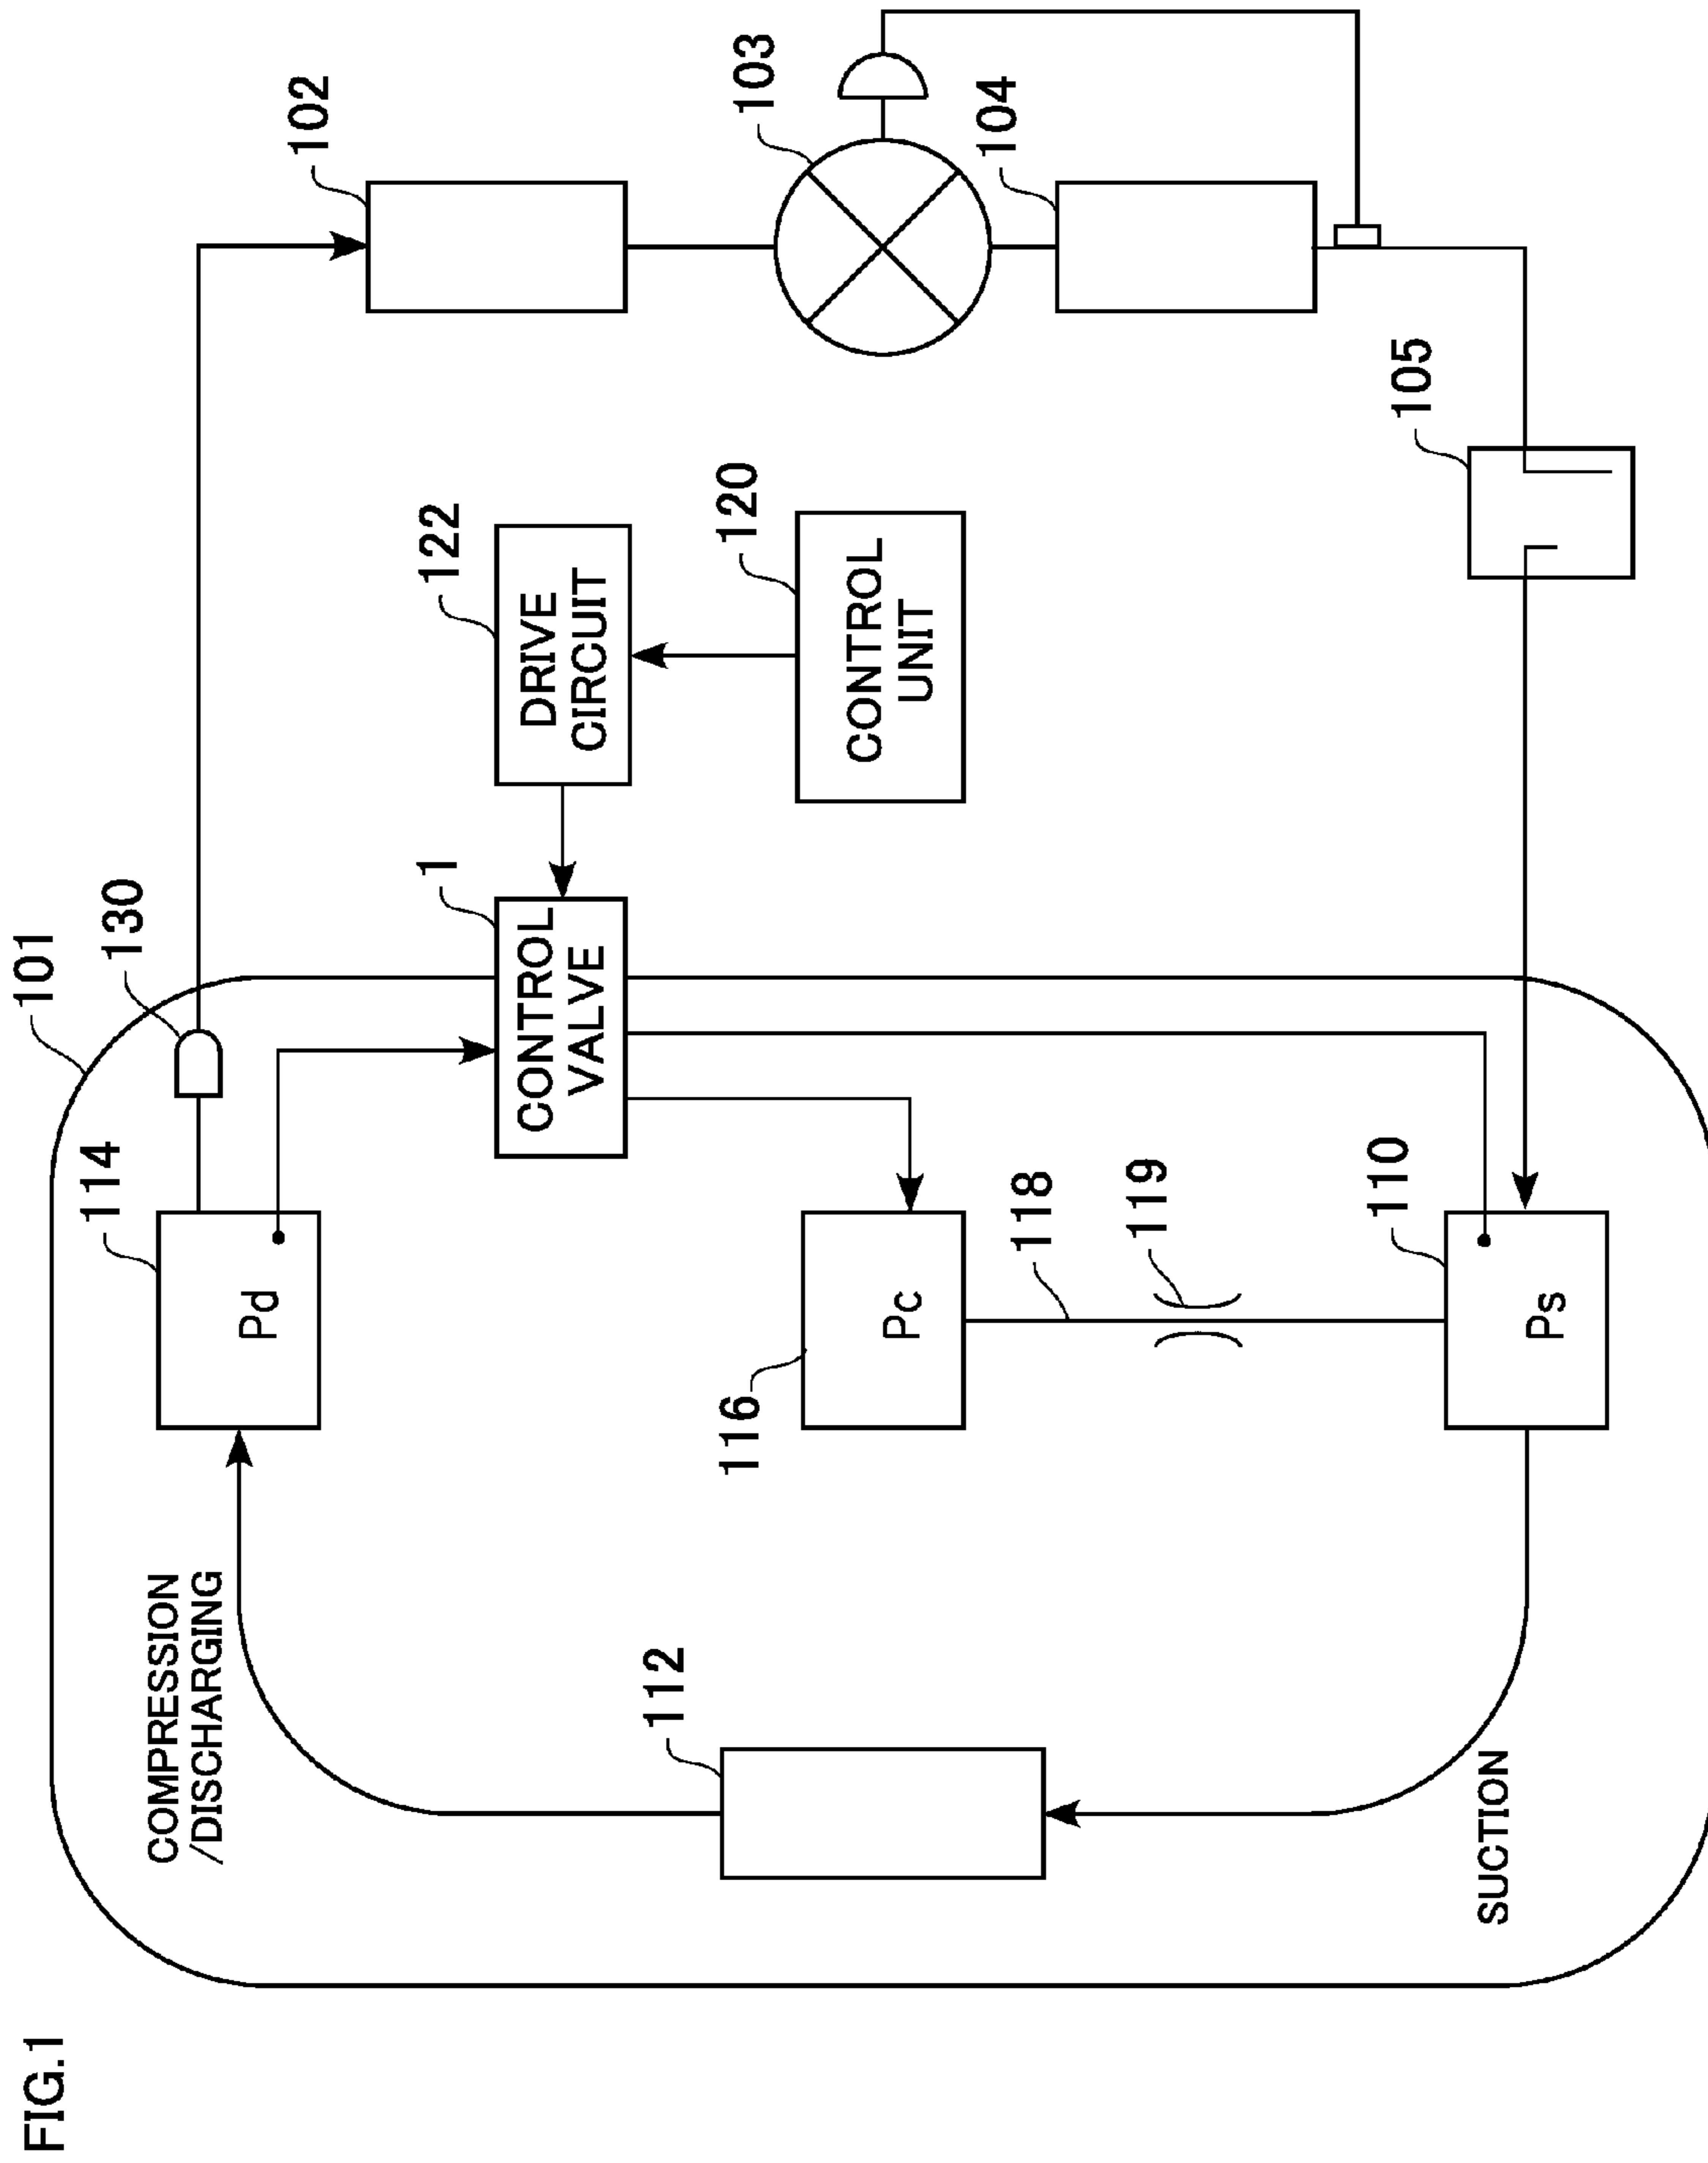 FIG.1
101
130
114
Pd
COMPRESSION
/DISCHARGING
102
103
104
105
122
DRIVE
CIRCUIT
120
CONTROL
UNIT
1
CONTROL
VALVE
116
Pc
118
119
110
Ps
112
SUCTION